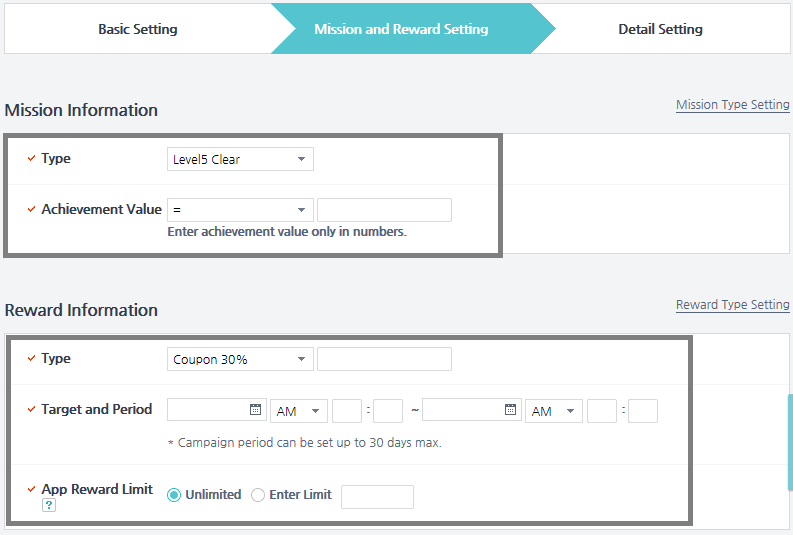 Basic Setting
Mission and Reward Setting
Detail Setting
Mission Information
Mission Type Setting
Type
Level5 Clear
Achievement Value
=
Enter achievement value only in numbers.
Reward Information
Reward Type Setting
Type
Coupon 30%
Target and Period
AM : ~ AM :
* Campaign period can be set up to 30 days max.
App Reward Limit
?
Unlimited
Enter Limit